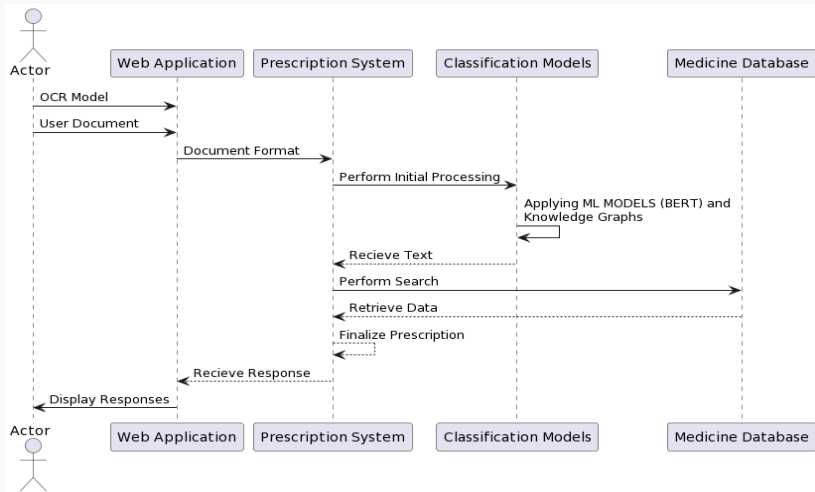 Actor
Web Application
Prescription System
Classification Models
Medicine Database
OCR Model
User Document
Document Format
Perform Initial Processing
Applying ML MODELS (BERT) and
Knowledge Graphs
Recieve Text
Perform Search
Retrieve Data
Finalize Prescription
Recieve Response
Display Responses
Actor
Web Application
Prescription System
Classification Models
Medicine Database